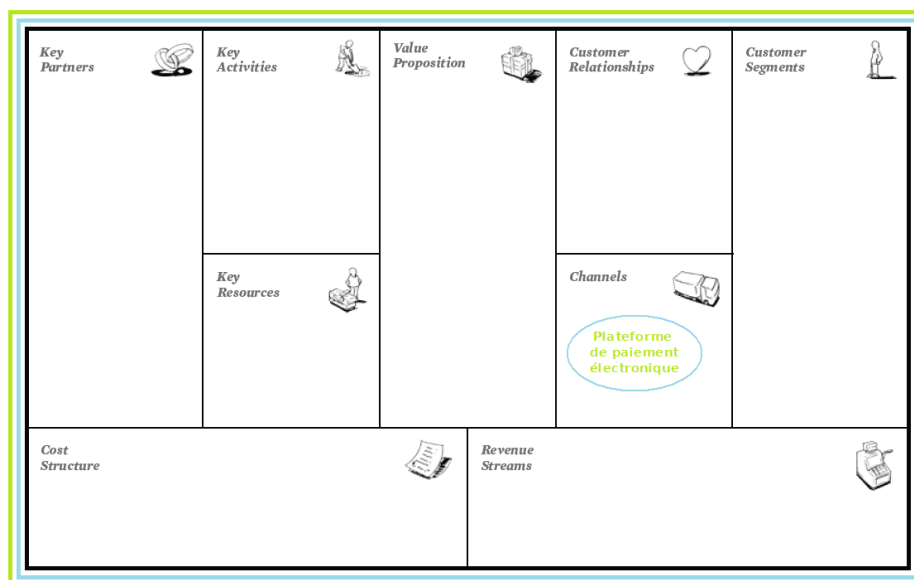 Key
Partners
Key
Activities
Value
Proposition
Customer
Relationships
Customer
Segments
Key
Resources
Channels
Plateforme
de paiement
électronique
Cost
Structure
Revenue
Streams